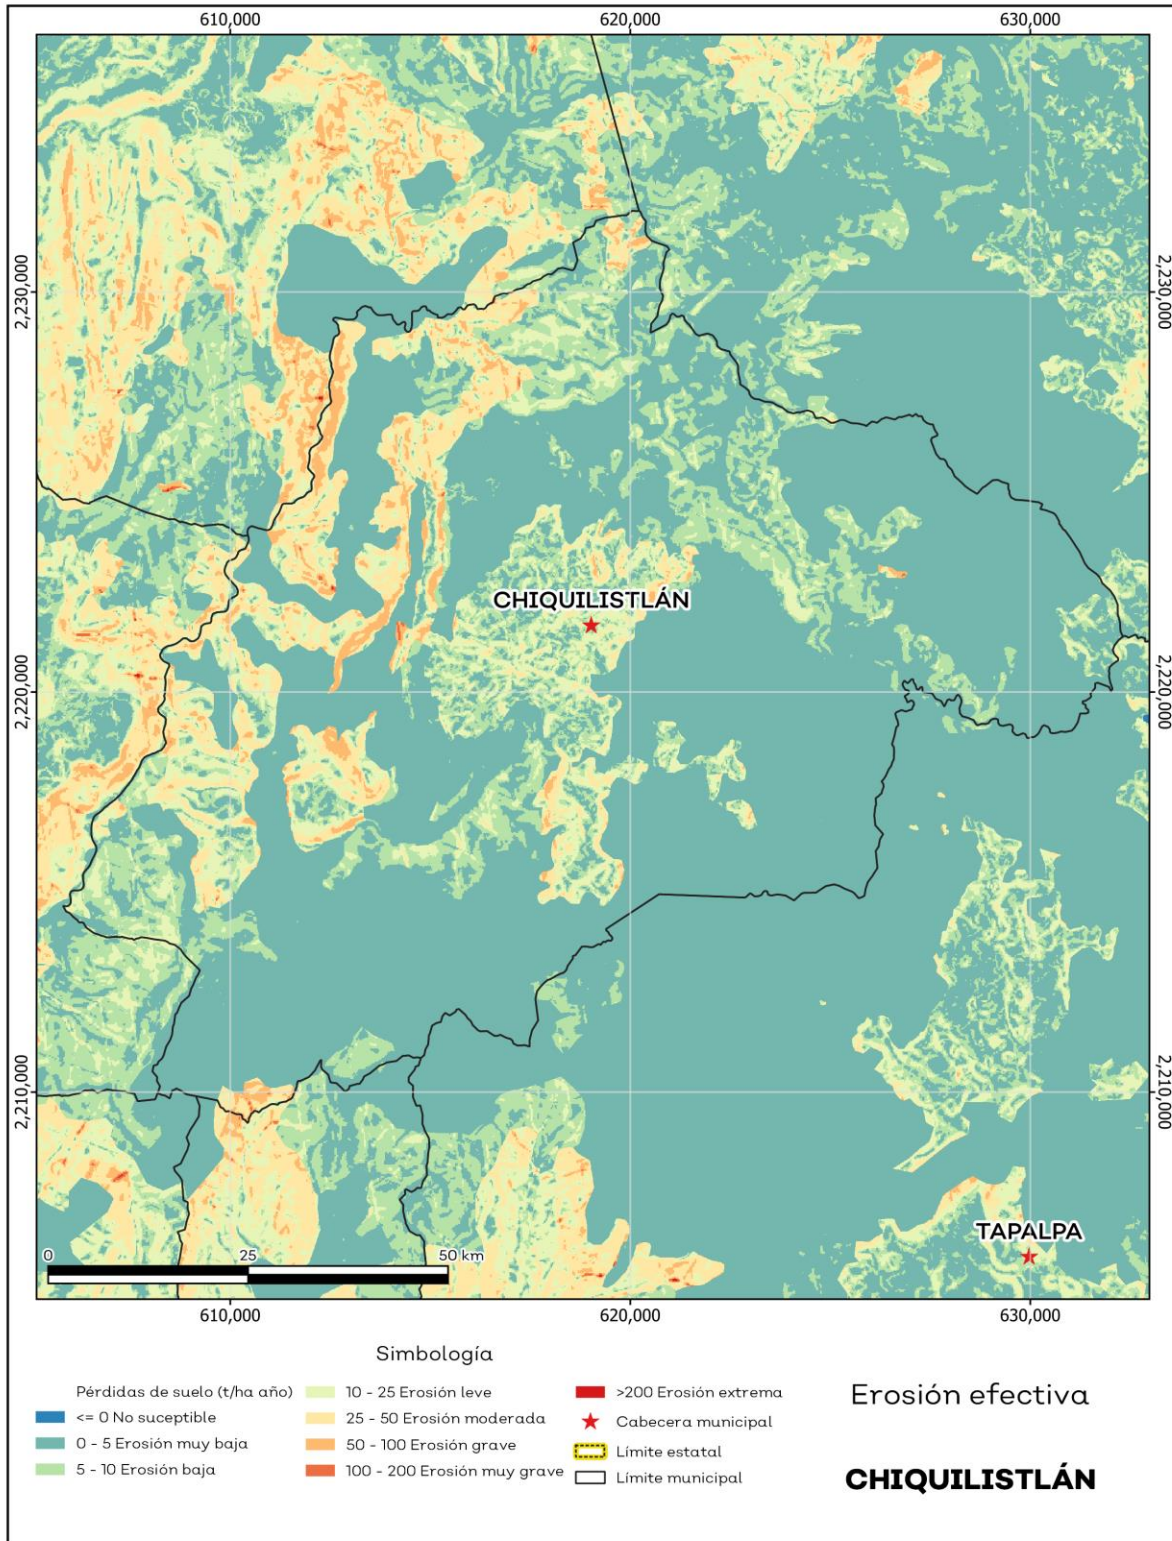 610,000 620,000 630,000
2,230,000 2,230,000
CHIQUILISTLÁN
2,220,000 2,220,000
2,210,000 2,210,000
TAPALPA
0 25 50 km
610,000 620,000 630,000
Simbología
Pérdidas de suelo (t/ha año)
<= 0 No suceptible
0 - 5 Erosión muy baja
5 - 10 Erosión baja
10 - 25 Erosión leve
25 - 50 Erosión moderada
50 - 100 Erosión grave
100 - 200 Erosión muy grave
>200 Erosión extrema
Cabecera municipal
Límite estatal
Límite municipal
Erosión efectiva
CHIQUILISTLÁN